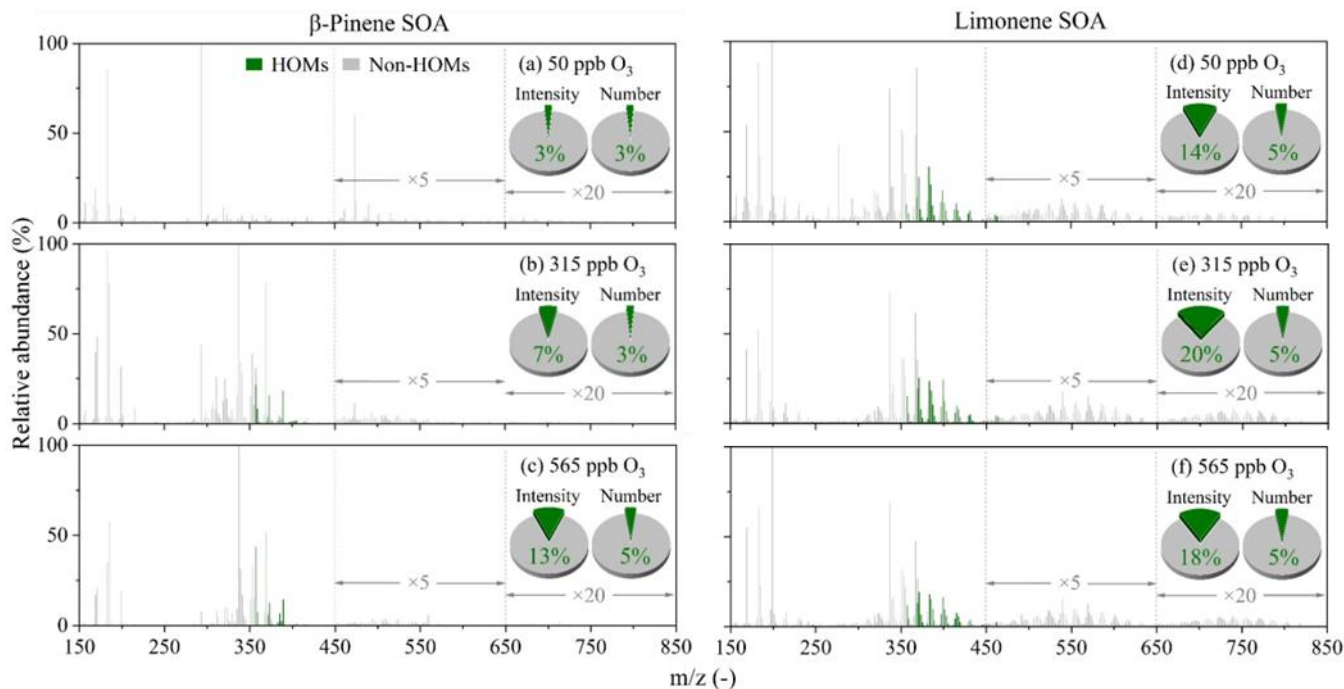 β-Pinene SOA
Limonene SOA
Relative abundance (%)
100
50
0
HOMs Non-HOMs
(a) 50 ppb O3
Intensity Number
3% 3%
×5
×20
(d) 50 ppb O3
Intensity Number
14% 5%
×5
×20
100
50
0
(b) 315 ppb O3
Intensity Number
7% 3%
×5
×20
(e) 315 ppb O3
Intensity Number
20% 5%
×5
×20
100
50
0
(c) 565 ppb O3
Intensity Number
13% 5%
×5
×20
(f) 565 ppb O3
Intensity Number
18% 5%
×5
×20
150 250 350 450 550 650 750 850
150 250 350 450 550 650 750 850
m/z (-)